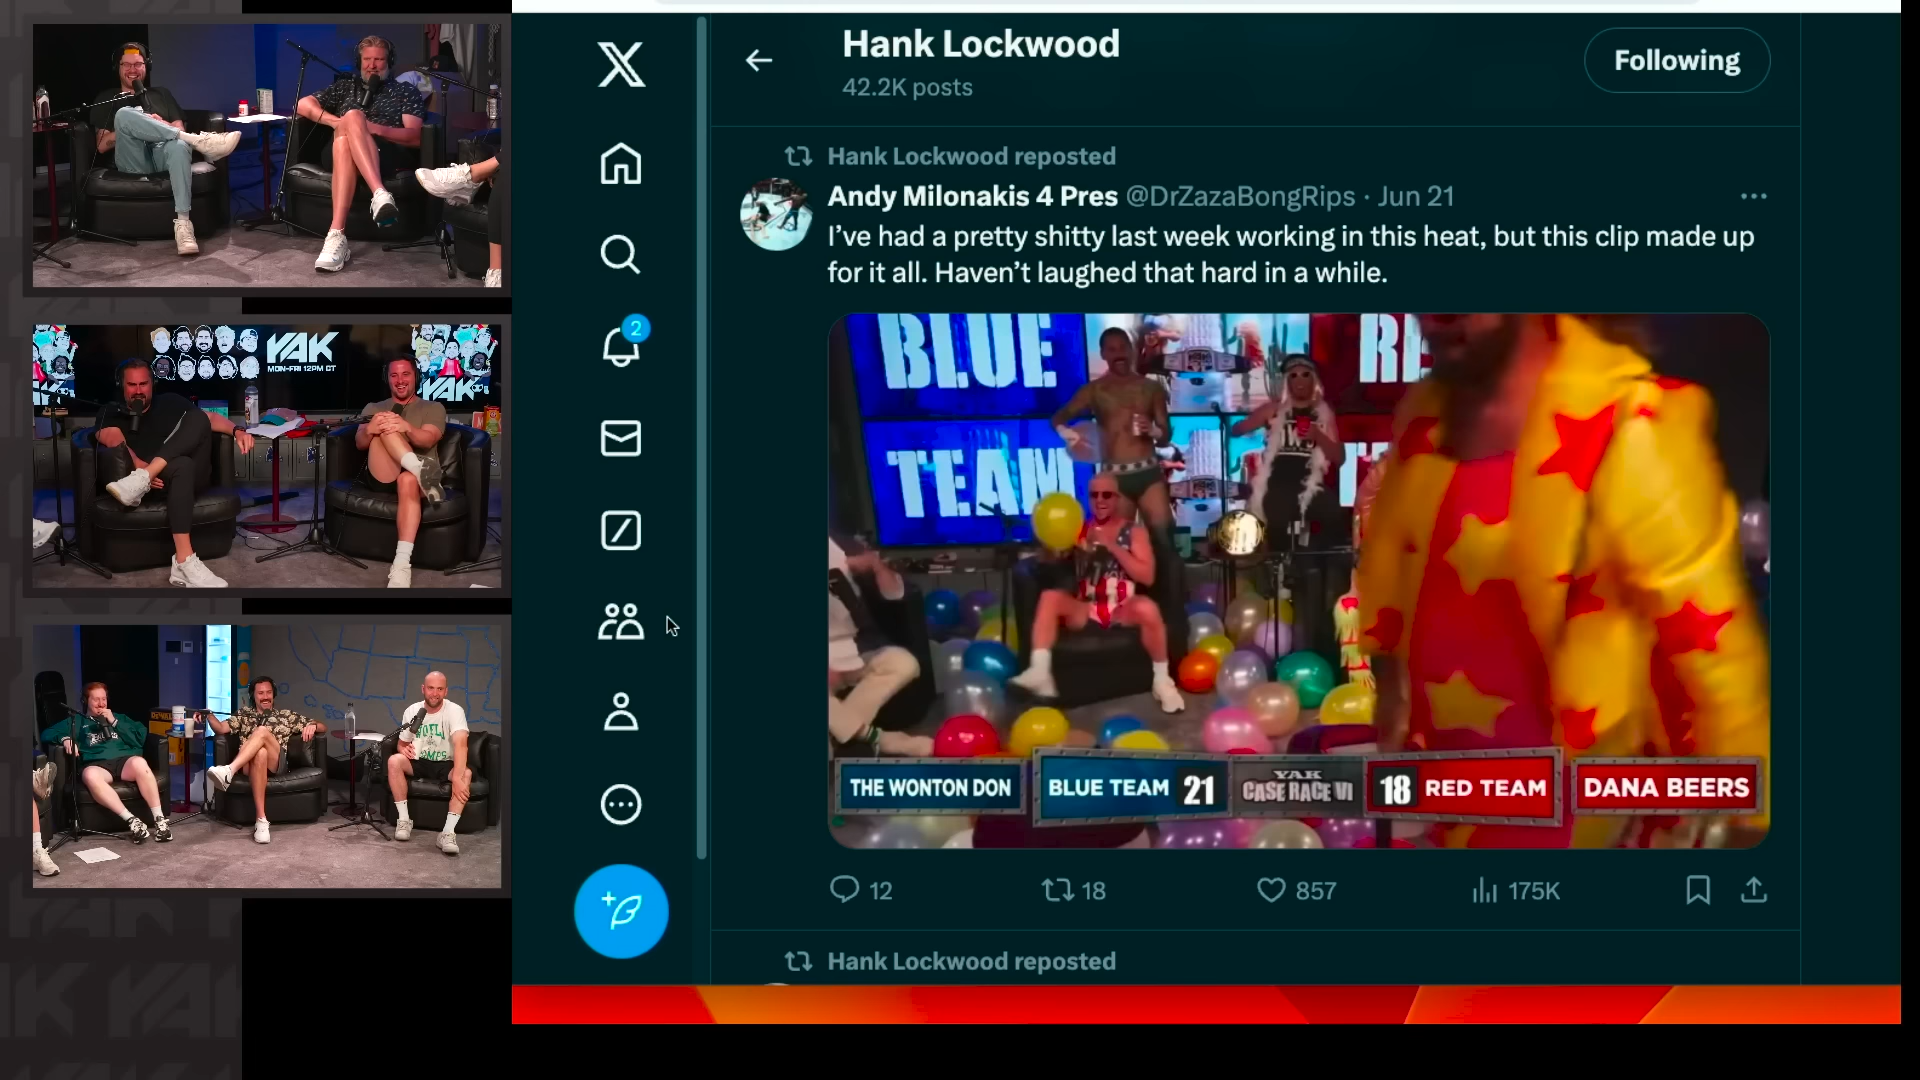 Hank Lockwood
42.2K posts
Following
Hank Lockwood reposted
Andy Milonakis 4 Pres @DrZazaBongRips · Jun 21
I've had a pretty shitty last week working in this heat, but this clip made up
for it all. Haven't laughed that hard in a while.
2
BLUE
TEAM
THE WONTON DON
BLUE TEAM 21
YAK
CASE RACE VI
18 RED TEAM
DANA BEERS
12
18
857
175K
Hank Lockwood reposted
YAK
MON-FRI 12PM CT
YAK